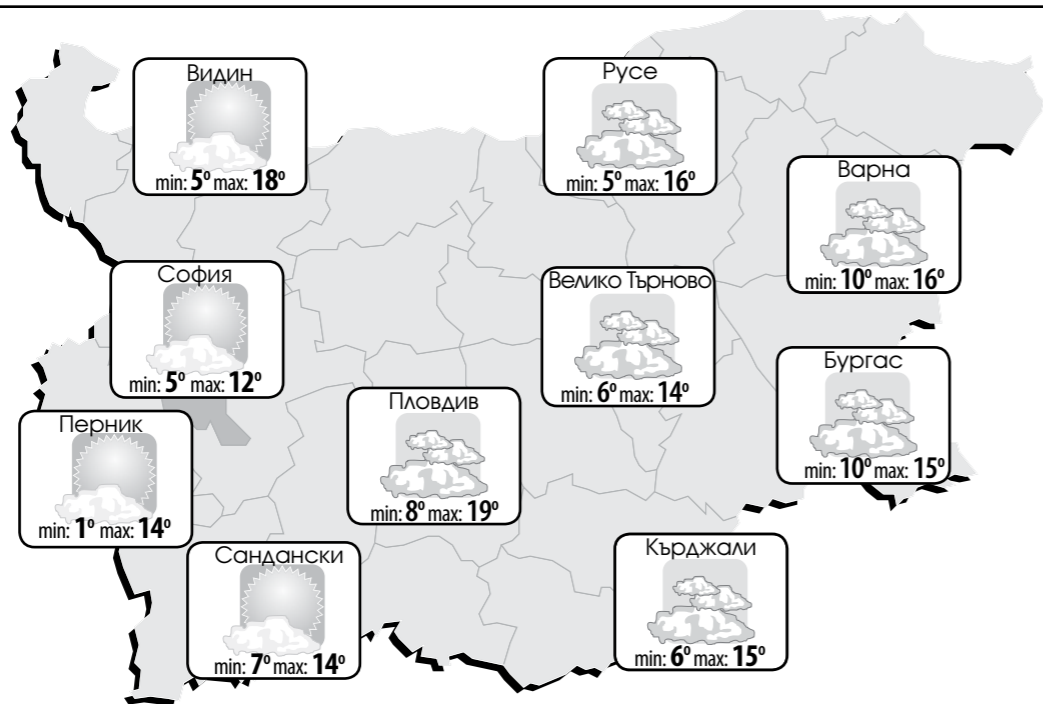 Видин
min: 5° max: 18°
Русе
min: 5° max: 16°
Варна
min: 10° max: 16°
София
min: 5° max: 12°
Велико Търново
min: 6° max: 14°
Бургас
min: 10° max: 15°
Пловдив
min: 8° max: 19°
Перник
min: 1° max: 14°
Сандански
min: 7° max: 14°
Кърджали
min: 6° max: 15°